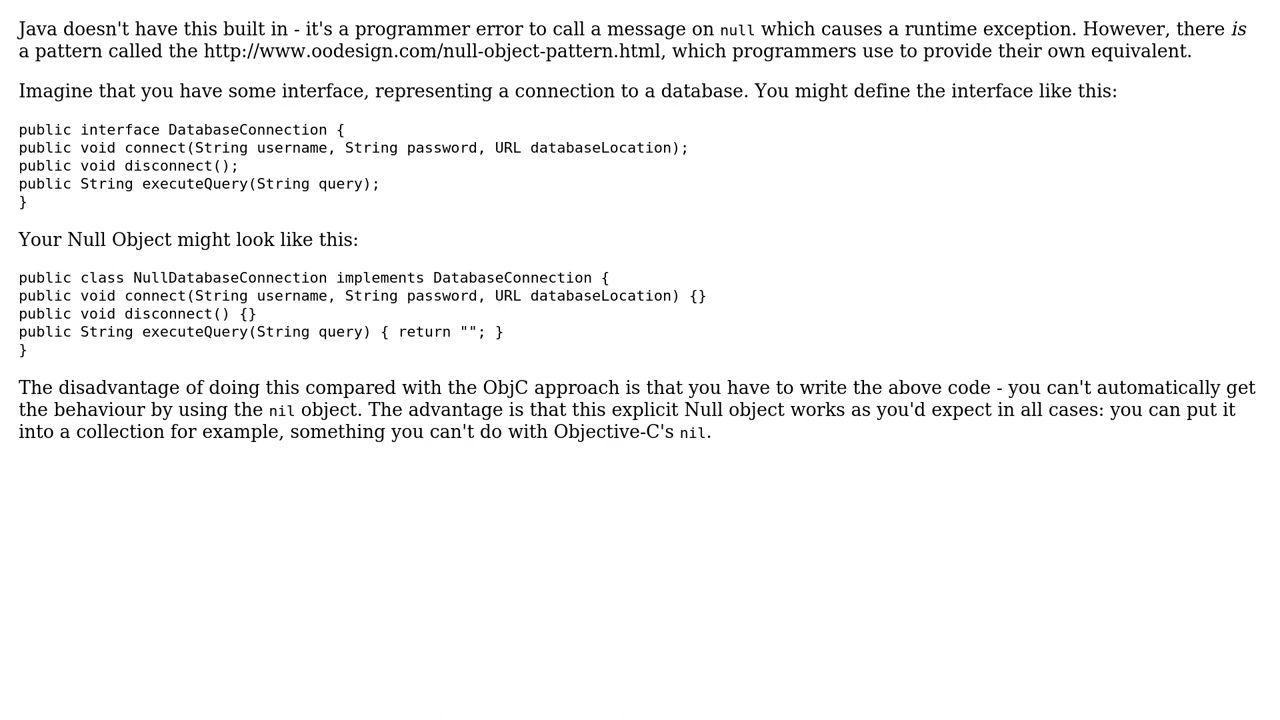 Java doesn't have this built in - it's a programmer error to call a message on null which causes a runtime exception. However, there is
a pattern called the http://www.oodesign.com/null-object-pattern.html, which programmers use to provide their own equivalent.
Imagine that you have some interface, representing a connection to a database. You might define the interface like this:
public interface DatabaseConnection {
public void connect(String username, String password, URL databaseLocation);
public void disconnect();
public String executeQuery(String query);
}
Your Null Object might look like this:
public class NullDatabaseConnection implements DatabaseConnection {
public void connect(String username, String password, URL databaseLocation) {}
public void disconnect() {}
public String executeQuery(String query) { return ""; }
}
The disadvantage of doing this compared with the ObjC approach is that you have to write the above code - you can't automatically get
the behaviour by using the nil object. The advantage is that this explicit Null object works as you'd expect in all cases: you can put it
into a collection for example, something you can't do with Objective-C's nil.